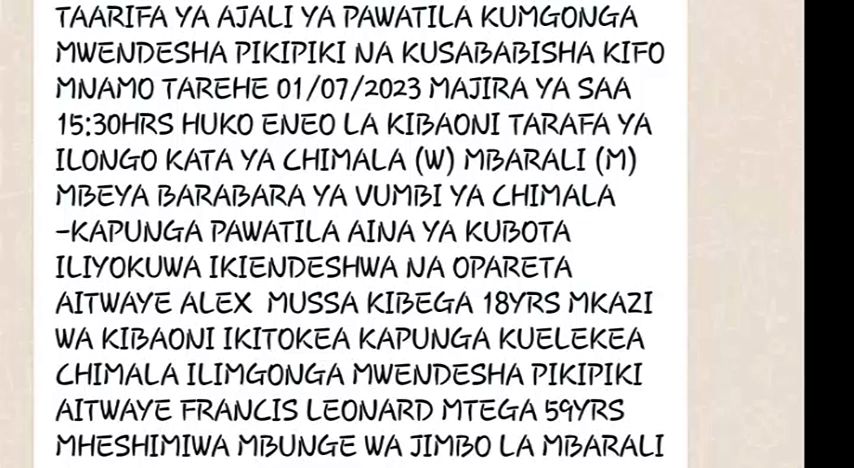 TAARIFA YA AJALI YA PAWATILA KUMGONGA
MWENDESHA PIKIPIKI NA KUSABABISHA KIFO
MNAMO TAREHE 01/07/2023 MAJIRA YA SAA
15:30HRS HUKO ENEO LA KIBAONI TARAFA YA
ILONGO KATA YA CHIMALA (W) MBARALI (M)
MBEYA BARABARA YA VUMBI YA CHIMALA
-KAPUNGA PAWATILA AINA YA KUBOTA
ILIYOKUWA IKIENDESHWA NA OPARETA
AITWAYE ALEX  MUSSA KIBEGA 18YRS MKAZI
WA KIBAONI IKITOKEA KAPUNGA KUELEKEA
CHIMALA ILIMGONGA MWENDESHA PIKIPIKI
AITWAYE FRANCIS LEONARD MTEGA 59YRS
MHESHIMIWA MBUNGE WA JIMBO LA MBARALI